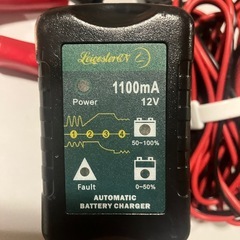 LeicesterCN
1100mA
Power
12V
1 2 3 4
50~100%
Fault
0~50%
AUTOMATIC
BATTERY CHARGER